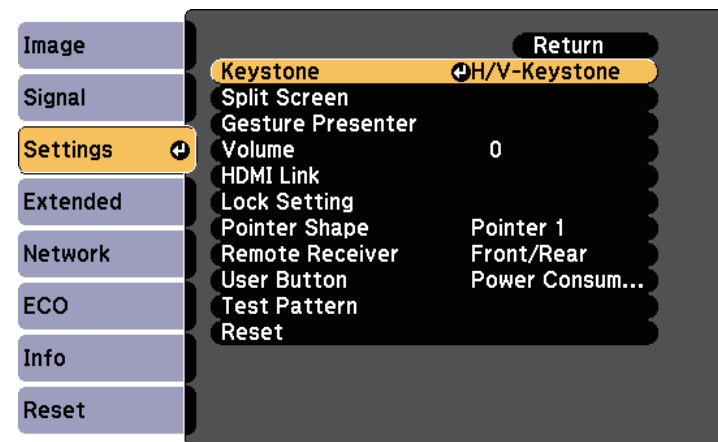 Image
Signal
Settings
Extended
Network
ECO
Info
Reset
Return
Keystone H/V-Keystone
Split Screen
Gesture Presenter
Volume 0
HDMI Link
Lock Setting
Pointer Shape Pointer 1
Remote Receiver Front/Rear
User Button Power Consum...
Test Pattern
Reset